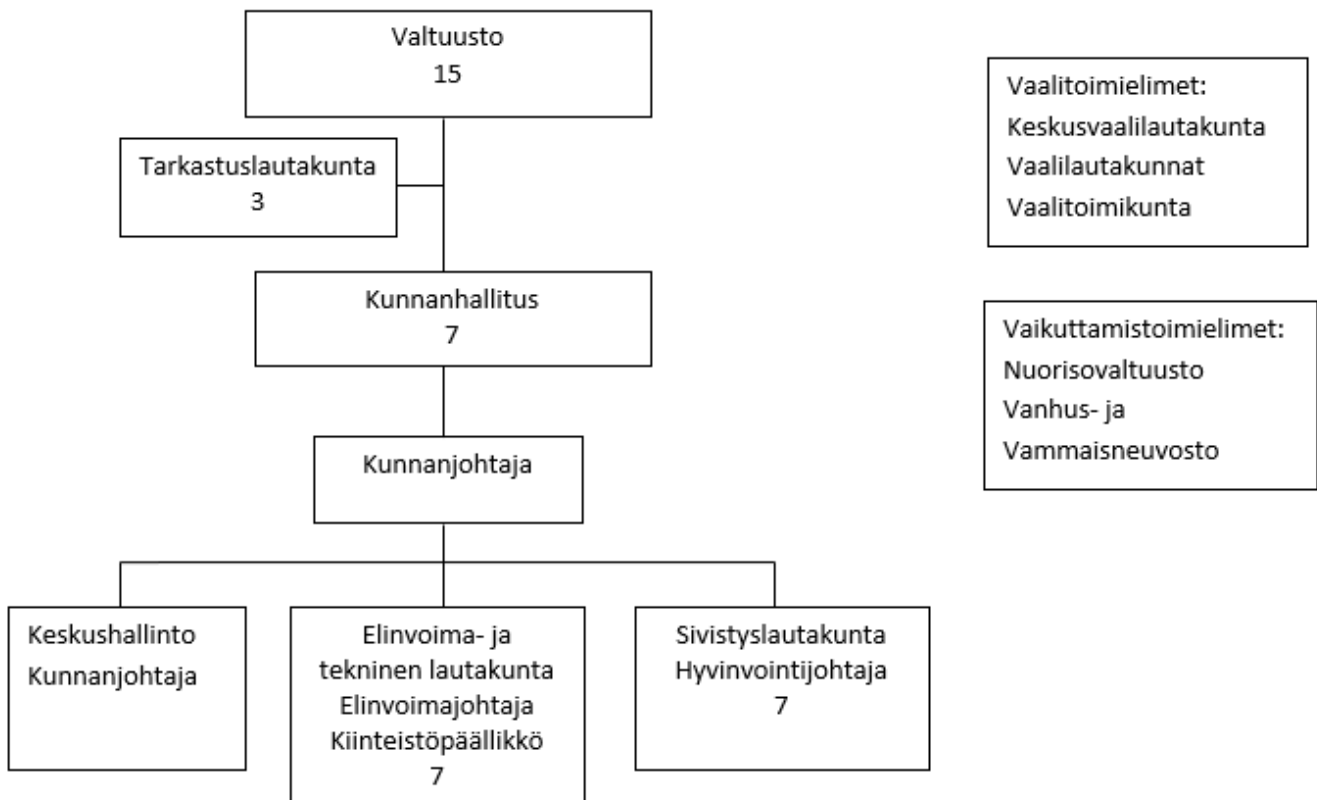 Valtuusto
15
Tarkastuslautakunta
3
Kunnanhallitus
7
Kunnanjohtaja
Keskushallinto
Kunnanjohtaja
Elinvoima- ja
tekninen lautakunta
Elinvoimajohtaja
Kiinteistöpäällikkö
7
Sivistyslautakunta
Hyvinvointijohtaja
7
Vaalitoimielimet:
Keskusvaalilautakunta
Vaalilautakunnat
Vaalitoimikunta
Vaikuttamistoimielimet:
Nuorisovaltuusto
Vanhus- ja
Vammaisneuvosto